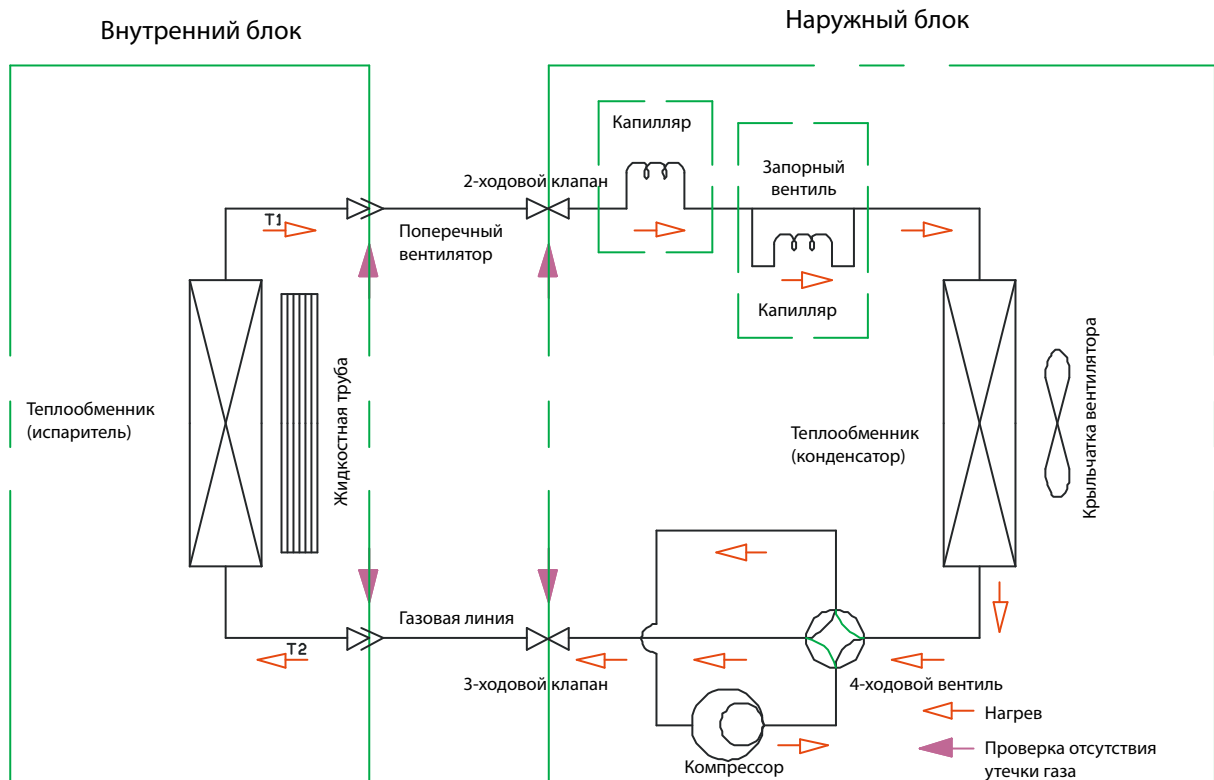 Внутренний блок
Наружный блок
Капилляр
Запорный
вентиль
2-ходовой клапан
T1
Поперечный
вентилятор
Капилляр
Теплообменник
(испаритель)
Жидкостная труба
Теплообменник
(конденсатор)
Крыльчатка вентилятора
Газовая линия
T2
3-ходовой клапан
4-ходовой вентиль
Компрессор
Нагрев
Проверка отсутствия
утечки газа